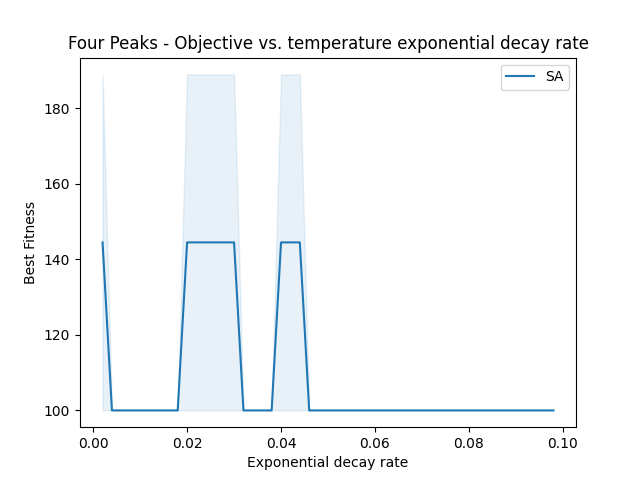 Four Peaks - Objective vs. temperature exponential decay rate
SA
Best Fitness
180
160
140
120
100
0.00 0.02 0.04 0.06 0.08 0.10
Exponential decay rate